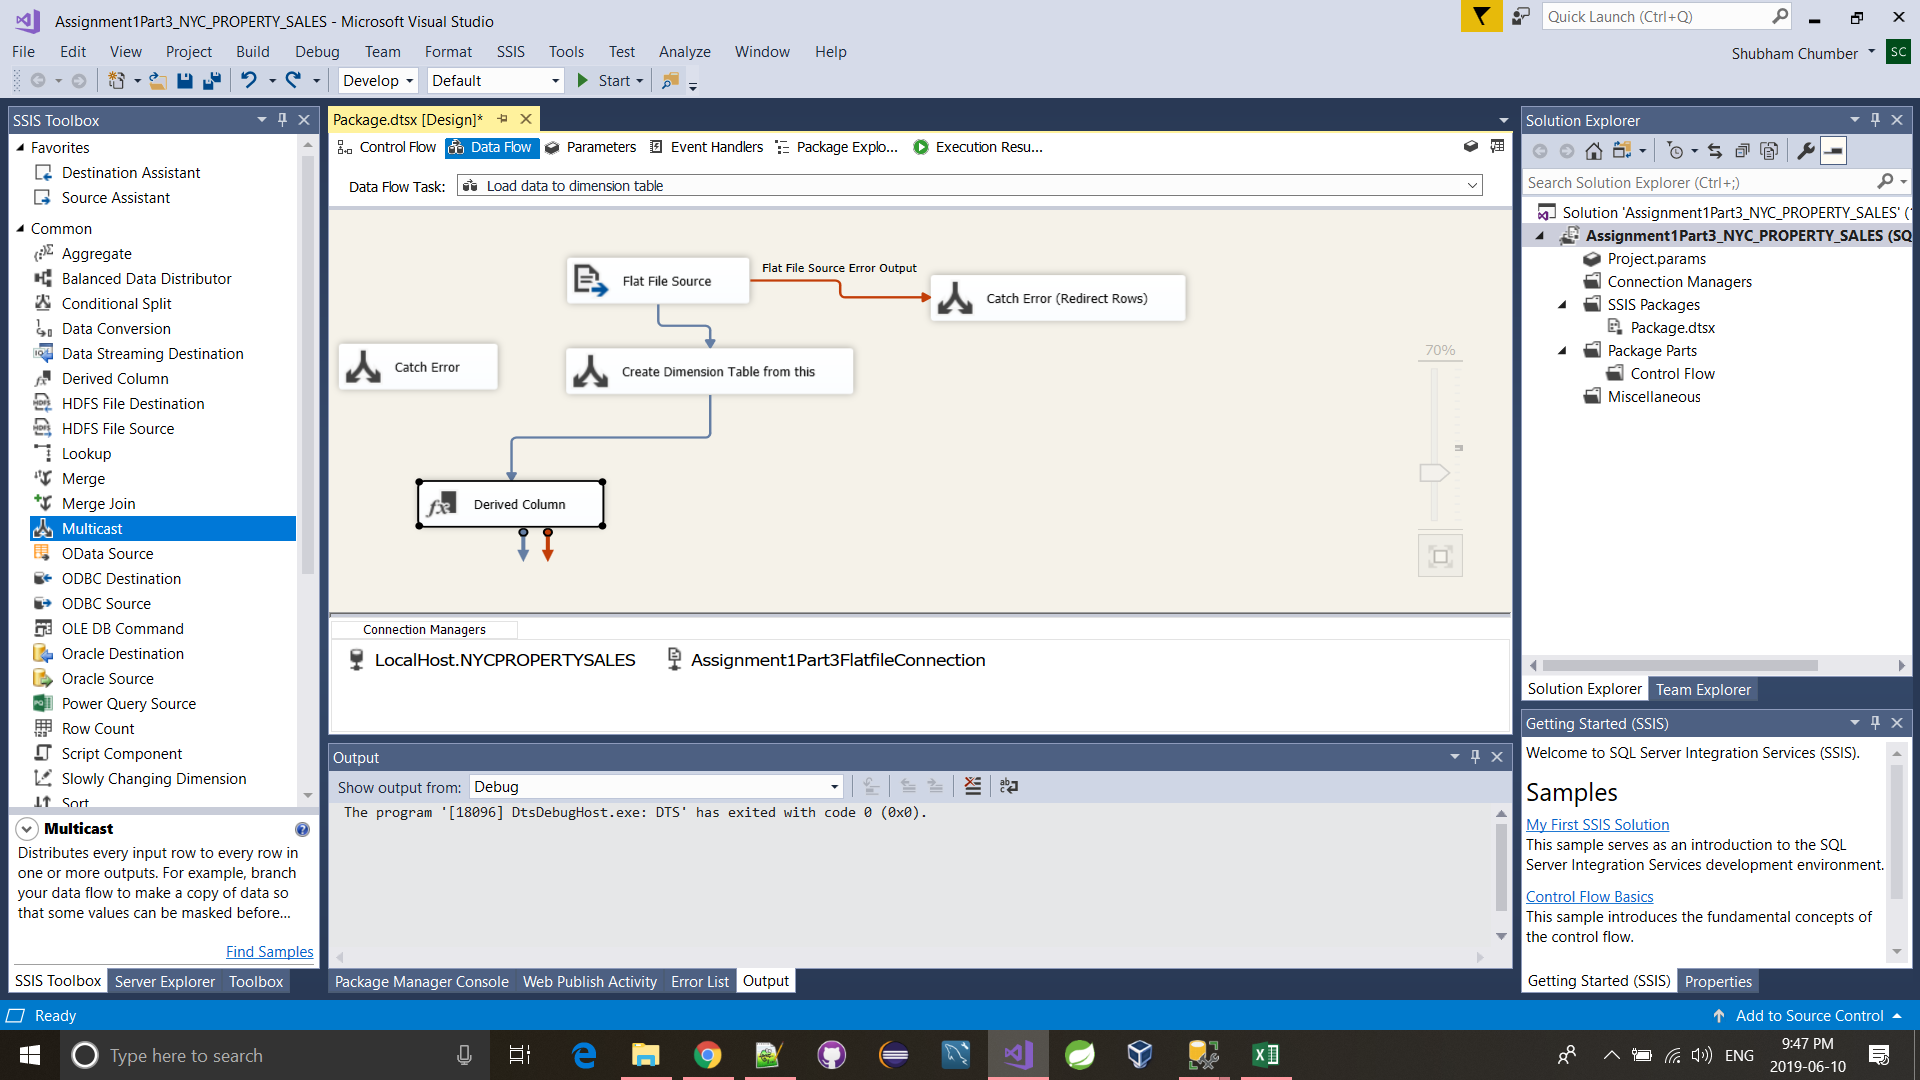 Assignment1Part3_NYC_PROPERTY_SALES - Microsoft Visual Studio
Quick Launch (Ctrl+Q)
File Edit View Project Build Debug Team Format SSIS Tools Test Analyze Window Help
Shubham Chumber SC
Develop Default Start
SSIS Toolbox
Favorites
Destination Assistant
Source Assistant
Common
Aggregate
Balanced Data Distributor
Conditional Split
Data Conversion
Data Streaming Destination
Derived Column
HDFS File Destination
HDFS File Source
Lookup
Merge
Merge Join
Multicast
OData Source
ODBC Destination
ODBC Source
OLE DB Command
Oracle Destination
Oracle Source
Power Query Source
Row Count
Script Component
Slowly Changing Dimension
Sort
Multicast
Distributes every input row to every row in
one or more outputs. For example, branch
your data flow to make a copy of data so
that some values can be masked before...
Find Samples
SSIS Toolbox Server Explorer Toolbox
Package.dtsx [Design]*
Control Flow Data Flow Parameters Event Handlers Package Explo... Execution Resu...
Data Flow Task: Load data to dimension table
Flat File Source
Flat File Source Error Output
Catch Error (Redirect Rows)
Catch Error
Create Dimension Table from this
Derived Column
70%
Connection Managers
LocalHost.NYCPROPERTYSALES Assignment1Part3FlatfileConnection
Output
Show output from: Debug
The program '[18096] DtsDebugHost.exe: DTS' has exited with code 0 (0x0).
Package Manager Console Web Publish Activity Error List Output
Solution Explorer
Search Solution Explorer (Ctrl+;)
Solution 'Assignment1Part3_NYC_PROPERTY_SALES' (
Assignment1Part3_NYC_PROPERTY_SALES (SQ
Project.params
Connection Managers
SSIS Packages
Package.dtsx
Package Parts
Control Flow
Miscellaneous
Solution Explorer Team Explorer
Getting Started (SSIS)
Welcome to SQL Server Integration Services (SSIS).
Samples
My First SSIS Solution
This sample serves as an introduction to the SQL
Server Integration Services development environment.
Control Flow Basics
This sample introduces the fundamental concepts of
the control flow.
Getting Started (SSIS) Properties
Ready
Add to Source Control
Type here to search
ENG
9:47 PM
2019-06-10